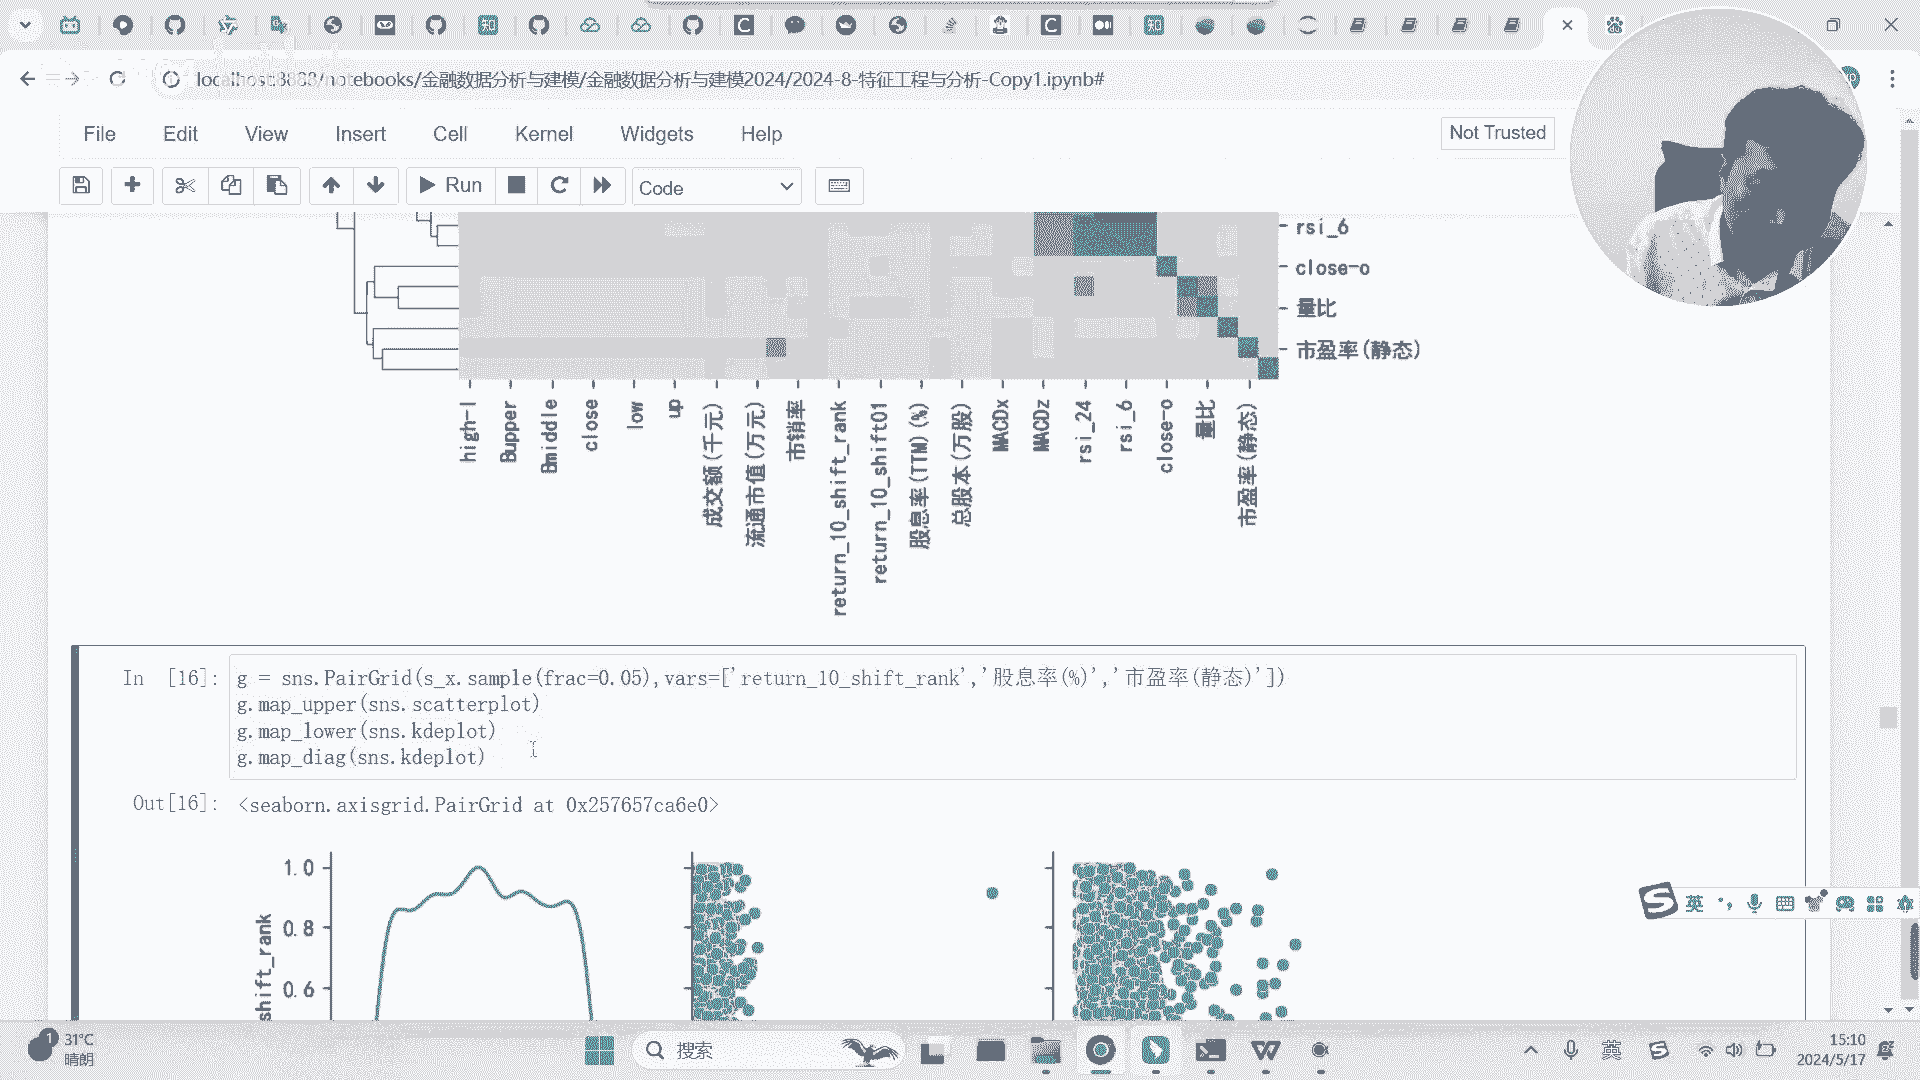 localhost:8888/notebooks/金融数据分析与建模/金融数据分析与建模2024/2024-8-特征工程与分析-Copy1.ipynb#
File Edit View Insert Cell Kernel Widgets Help
Not Trusted
Run
Code
rsi_6
close-o
量比
市盈率(静态)
high-l
Bupper
Bmiddle
close
low
up
成交额(千元)
流通市值(万元)
市销率
return_10_shift_rank
return_10_shift01
股息率(TTM)(%)
总股本(万股)
MACDx
MACDz
rsi_24
rsi_6
close-o
量比
市盈率(静态)
In [16]: g = sns.PairGrid(s_x.sample(frac=0.05),vars=['return_10_shift_rank','股息率(%)','市盈率(静态)'])
g.map_upper(sns.scatterplot)
g.map_lower(sns.kdeplot)
g.map_diag(sns.kdeplot)
Out[16]: <seaborn.axisgrid.PairGrid at 0x257657ca6e0>
1.0
0.8
0.6
shift_rank
英
1
31°C
晴朗
搜索
英
15:10
2024/5/17